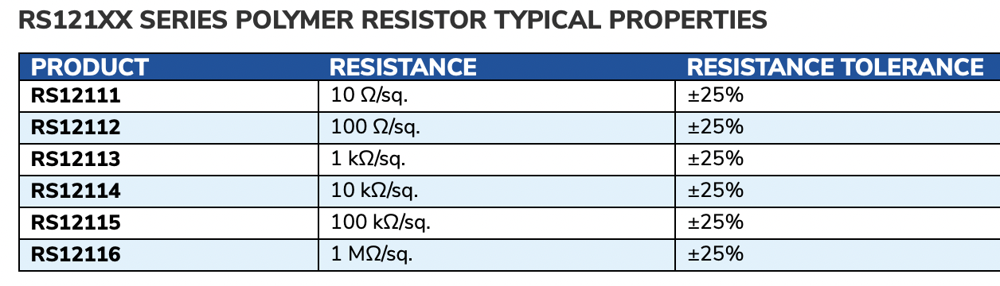 RS121XX SERIES POLYMER RESISTOR TYPICAL PROPERTIES
PRODUCT RESISTANCE RESISTANCE TOLERANCE
RS12111 10 Ω/sq. ±25%
RS12112 100 Ω/sq. ±25%
RS12113 1 kΩ/sq. ±25%
RS12114 10 kΩ/sq. ±25%
RS12115 100 kΩ/sq. ±25%
RS12116 1 MΩ/sq. ±25%